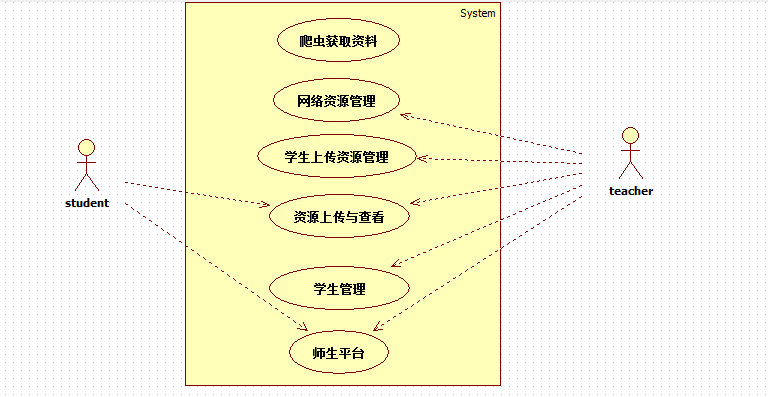 System
爬虫获取资料
网络资源管理
学生上传资源管理
资源上传与查看
学生管理
师生平台
student
teacher